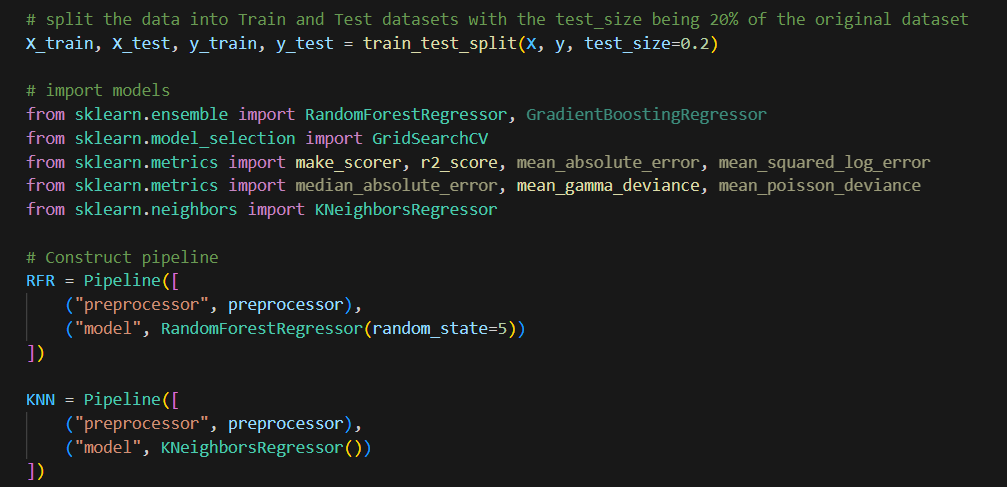 # split the data into Train and Test datasets with the test_size being 20% of the original dataset
X_train, X_test, y_train, y_test = train_test_split(X, y, test_size=0.2)
# import models
from sklearn.ensemble import RandomForestRegressor, GradientBoostingRegressor
from sklearn.model_selection import GridSearchCV
from sklearn.metrics import make_scorer, r2_score, mean_absolute_error, mean_squared_log_error
from sklearn.metrics import median_absolute_error, mean_gamma_deviance, mean_poisson_deviance
from sklearn.neighbors import KNeighborsRegressor
# Construct pipeline
RFR = Pipeline([
    ("preprocessor", preprocessor),
    ("model", RandomForestRegressor(random_state=5))
])
KNN = Pipeline([
    ("preprocessor", preprocessor),
    ("model", KNeighborsRegressor())
])